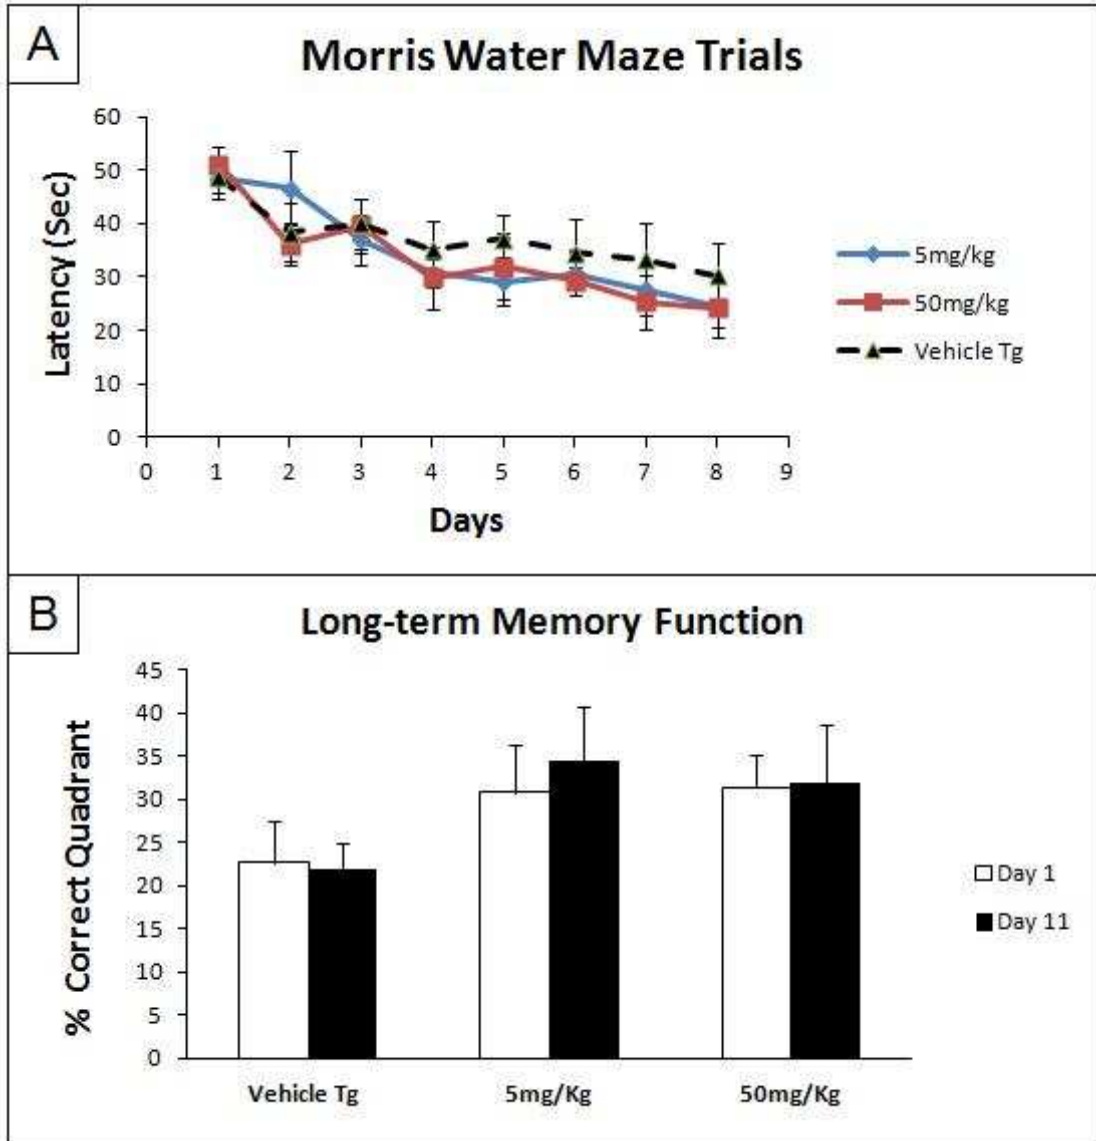 A
Morris Water Maze Trials
60
50
40
30
20
10
0
Latency (Sec)
0 1 2 3 4 5 6 7 8 9
Days
5mg/kg
50mg/kg
Vehicle Tg
B
Long-term Memory Function
45
40
35
30
25
20
15
10
5
0
% Correct Quadrant
Vehicle Tg 5mg/Kg 50mg/Kg
Day 1
Day 11